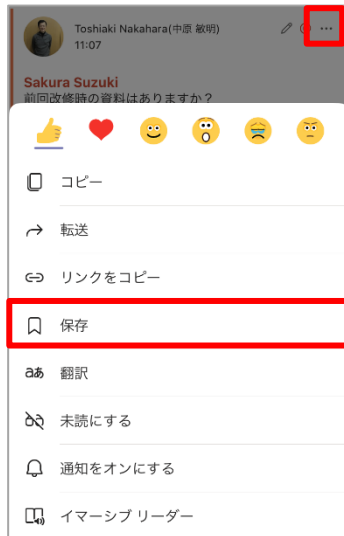 Toshiaki Nakahara(中原 敏明)
11:07
Sakura Suzuki
前回改修時の資料はありますか？
コピー
転送
リンクをコピー
保存
aあ 翻訳
未読にする
通知をオンにする
イマーシブ リーダー